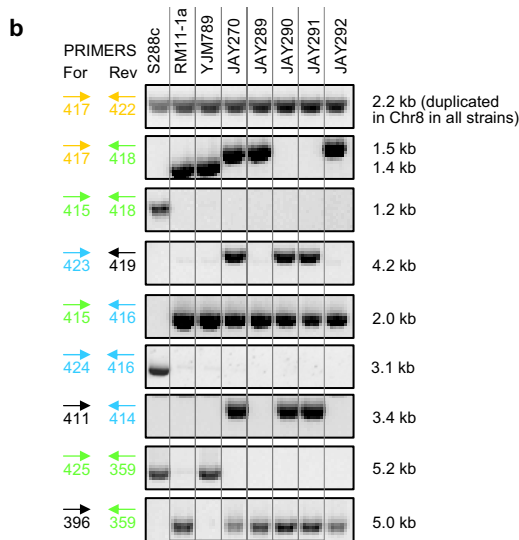 b
PRIMERS
For Rev
S288c RM11-1a YJM789 JAY270 JAY289 JAY290 JAY291 JAY292
417 422 2.2 kb (duplicated
in Chr8 in all strains)
417 418 1.5 kb
1.4 kb
415 418 1.2 kb
423 419 4.2 kb
415 416 2.0 kb
424 416 3.1 kb
411 414 3.4 kb
425 359 5.2 kb
396 359 5.0 kb